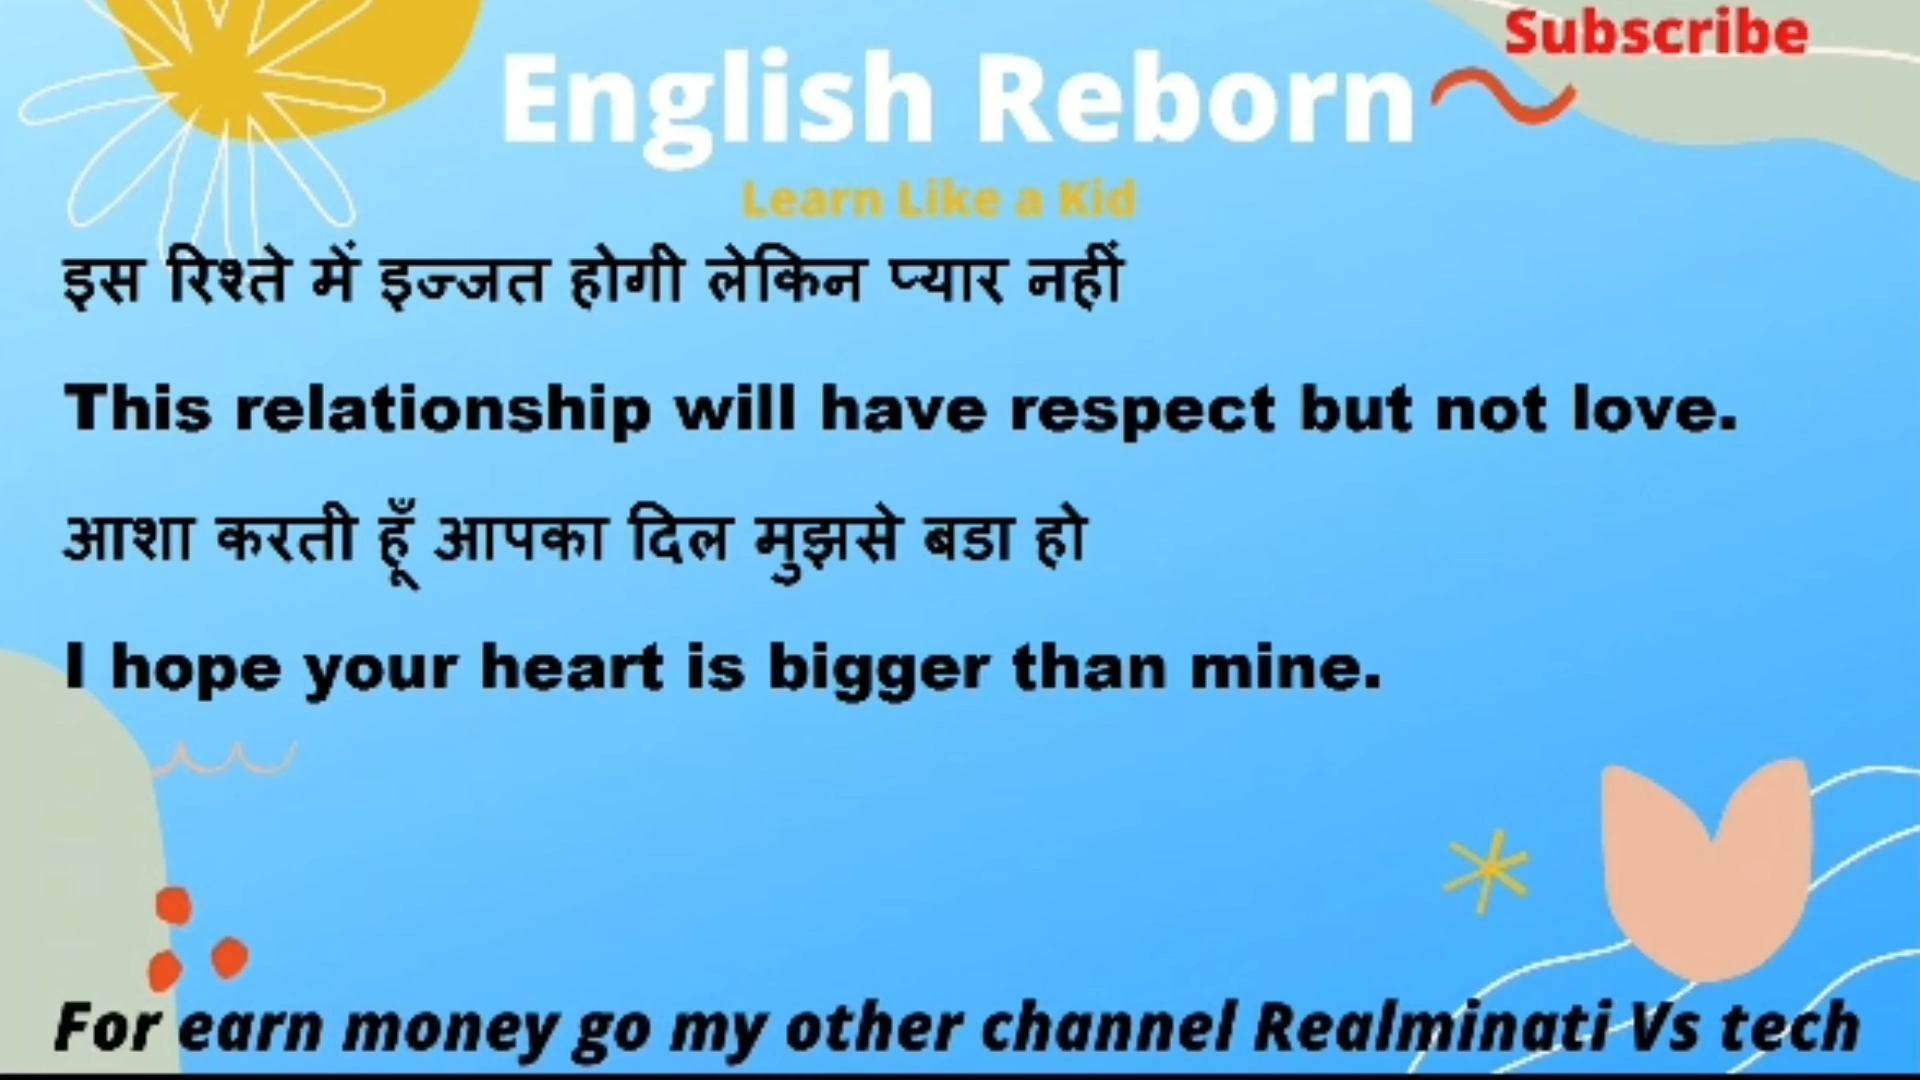 Subscribe
English Reborn
Learn Like a Kid
इस रिश्ते में इज्जत होगी लेकिन प्यार नहीं
This relationship will have respect but not love.
आशा करती हूँ आपका दिल मुझसे बडा हो
I hope your heart is bigger than mine.
For earn money go my other channel Realminati Vs tech